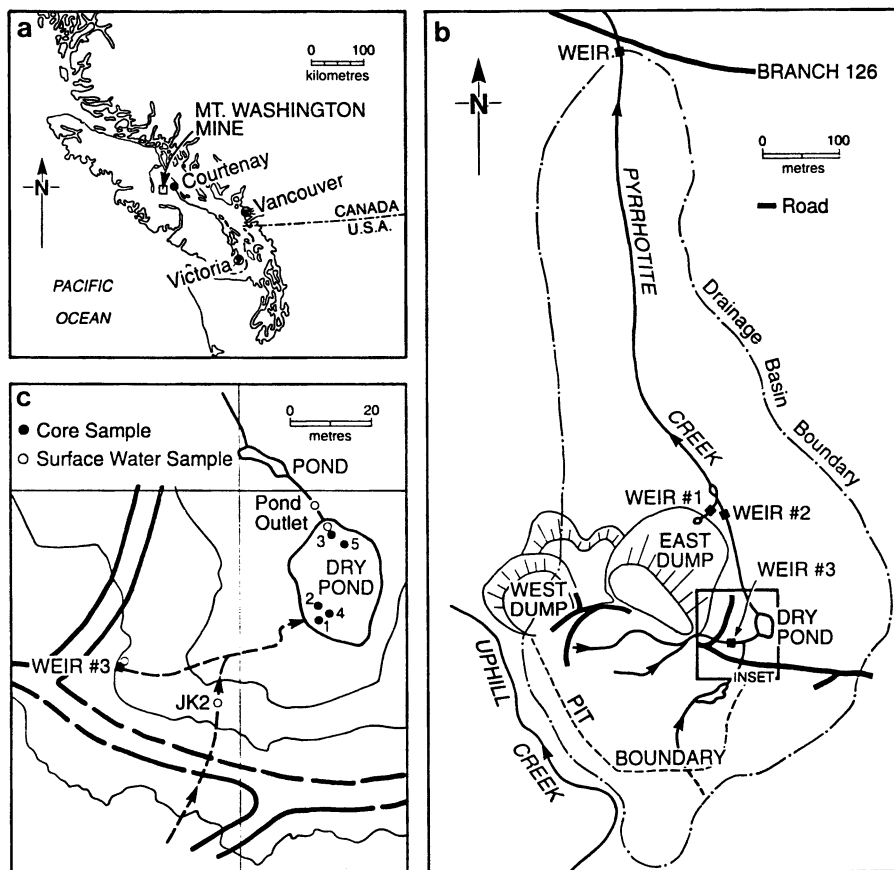 a
0 100
kilometres
MT. WASHINGTON
MINE
N
Courtenay
Vancouver
CANADA
U.S.A.
Victoria
PACIFIC
OCEAN
b
WEIR
BRANCH 126
N
0 100
metres
Road
PYRRHOTITE
CREEK
Drainage
Basin
Boundary
WEIR #1
WEIR #2
EAST
DUMP
WEST
DUMP
WEIR #3
DRY
POND
INSET
UPHILL
CREEK
PIT
BOUNDARY
c
Core Sample
Surface Water Sample
0 20
metres
POND
Pond
Outlet
3 5
DRY
POND
2
4
1
WEIR #3
JK2